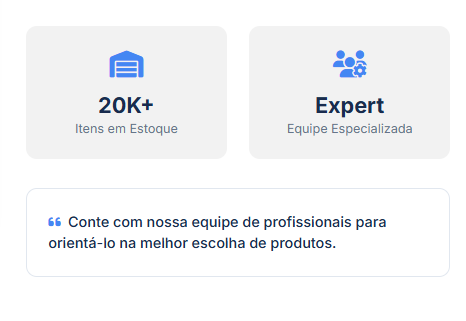 20K+
Itens em Estoque
Expert
Equipe Especializada
“ Conte com nossa equipe de profissionais para
orientá-lo na melhor escolha de produtos.